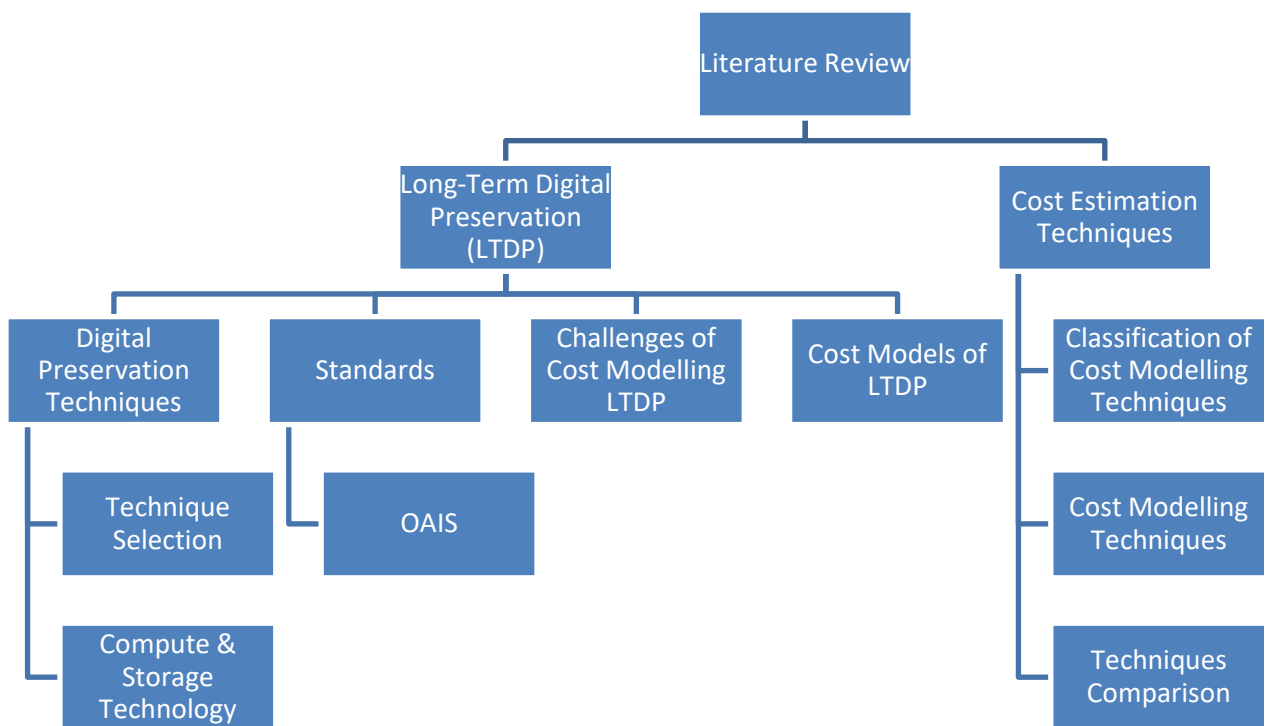 Literature Review
Long-Term Digital
Preservation
(LTDP)
Cost Estimation
Techniques
Digital
Preservation
Techniques
Standards
Challenges of
Cost Modelling
LTDP
Cost Models of
LTDP
Classification of
Cost Modelling
Techniques
Technique
Selection
OAIS
Cost Modelling
Techniques
Compute &
Storage
Technology
Techniques
Comparison